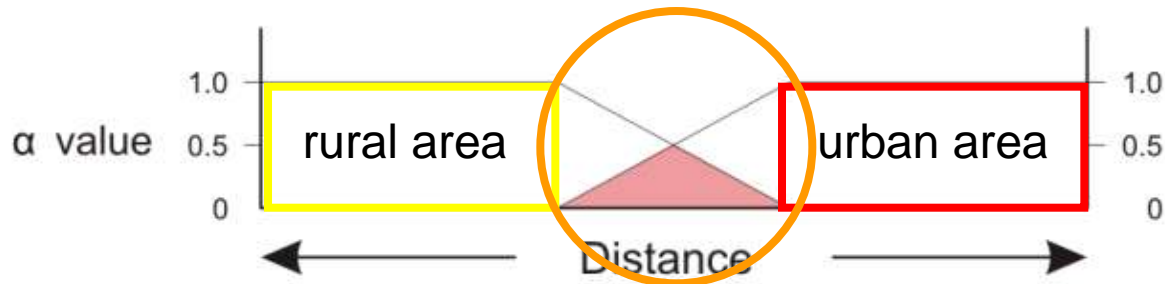 1.0 1.0
α value 0.5 rural area urban area 0.5
0 0
Distance